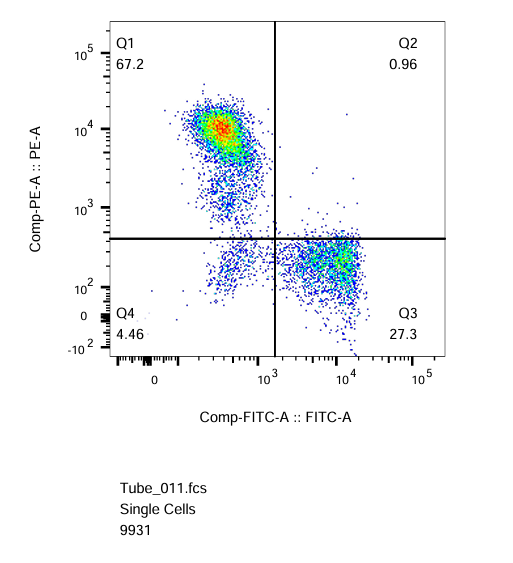 Q1
67.2
Q2
0.96
10^5
10^4
10^3
10^2
0
-10^2
Comp-PE-A :: PE-A
Q4
4.46
Q3
27.3
0
10^3
10^4
10^5
Comp-FITC-A :: FITC-A
Tube_011.fcs
Single Cells
9931